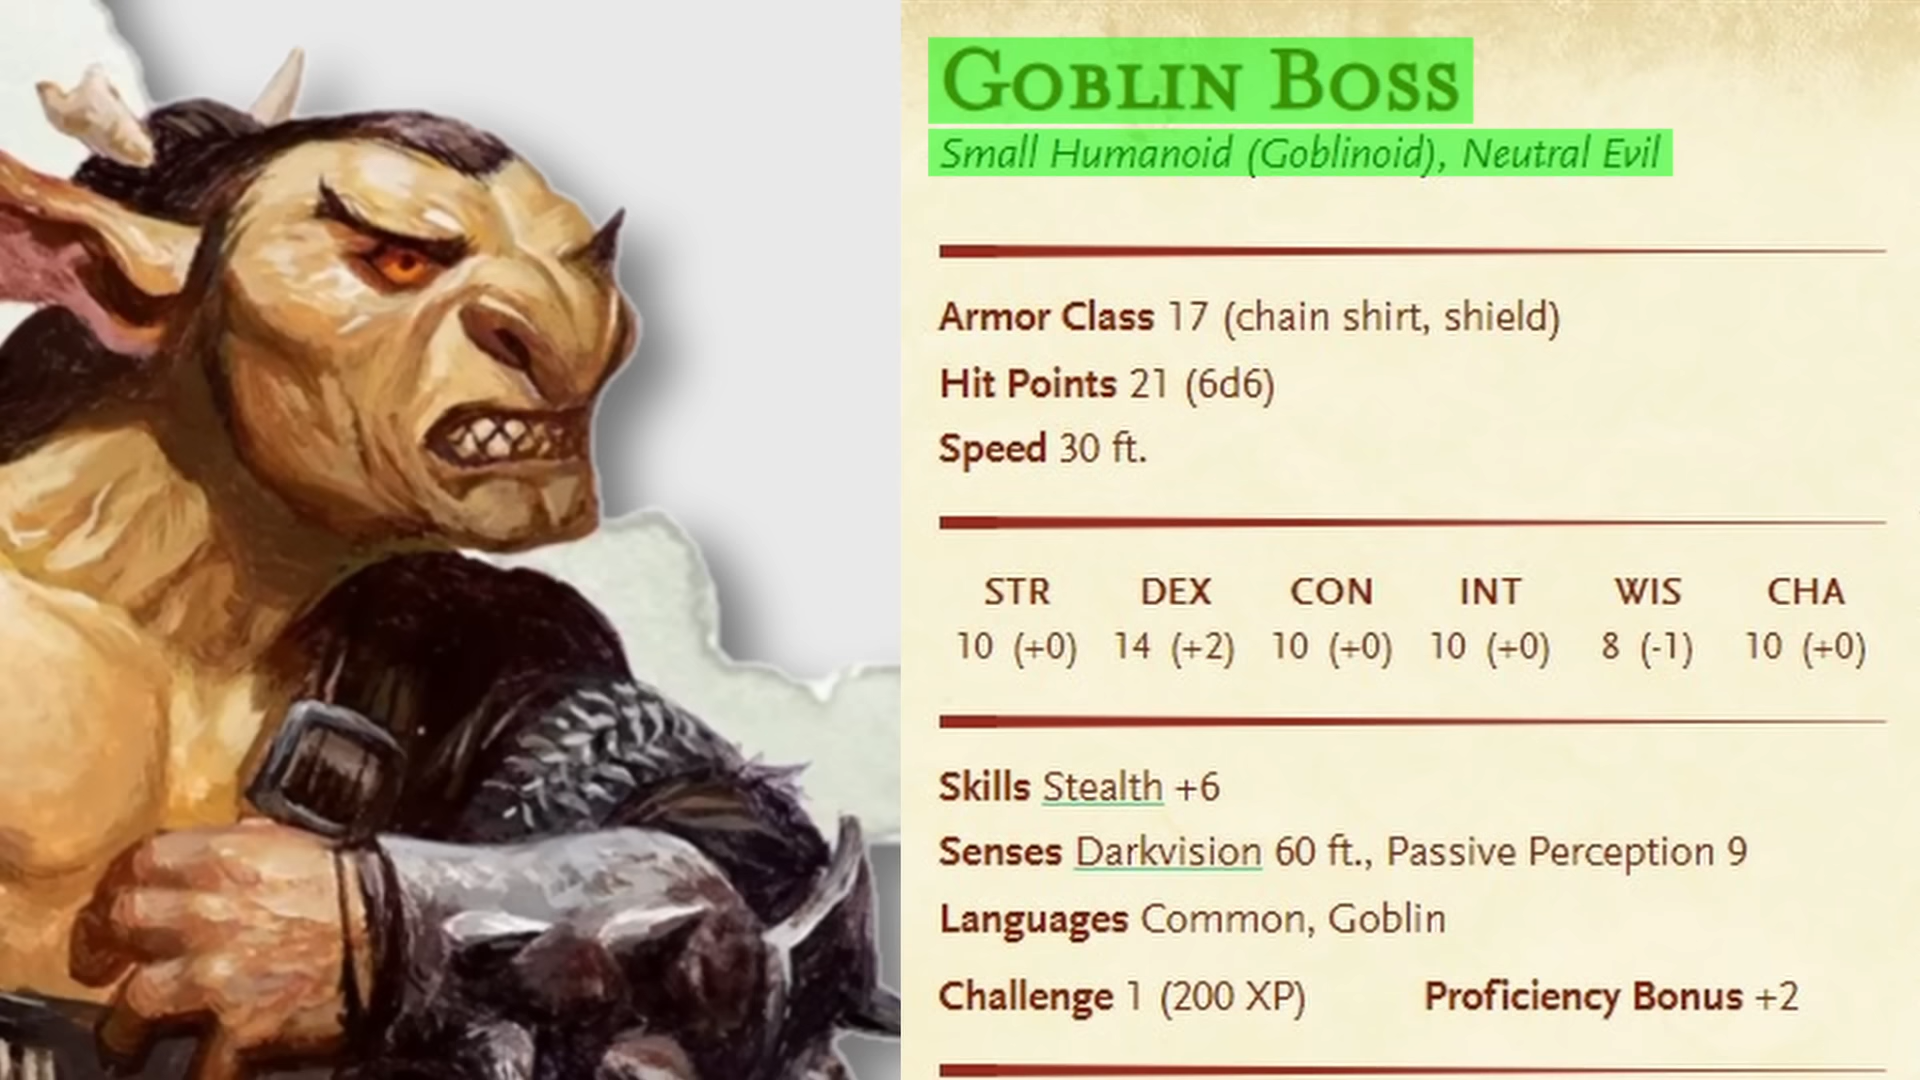 Goblin Boss
Small Humanoid (Goblinoid), Neutral Evil
Armor Class 17 (chain shirt, shield)
Hit Points 21 (6d6)
Speed 30 ft.
STR DEX CON INT WIS CHA
10 (+0) 14 (+2) 10 (+0) 10 (+0) 8 (-1) 10 (+0)
Skills Stealth +6
Senses Darkvision 60 ft., Passive Perception 9
Languages Common, Goblin
Challenge 1 (200 XP) Proficiency Bonus +2